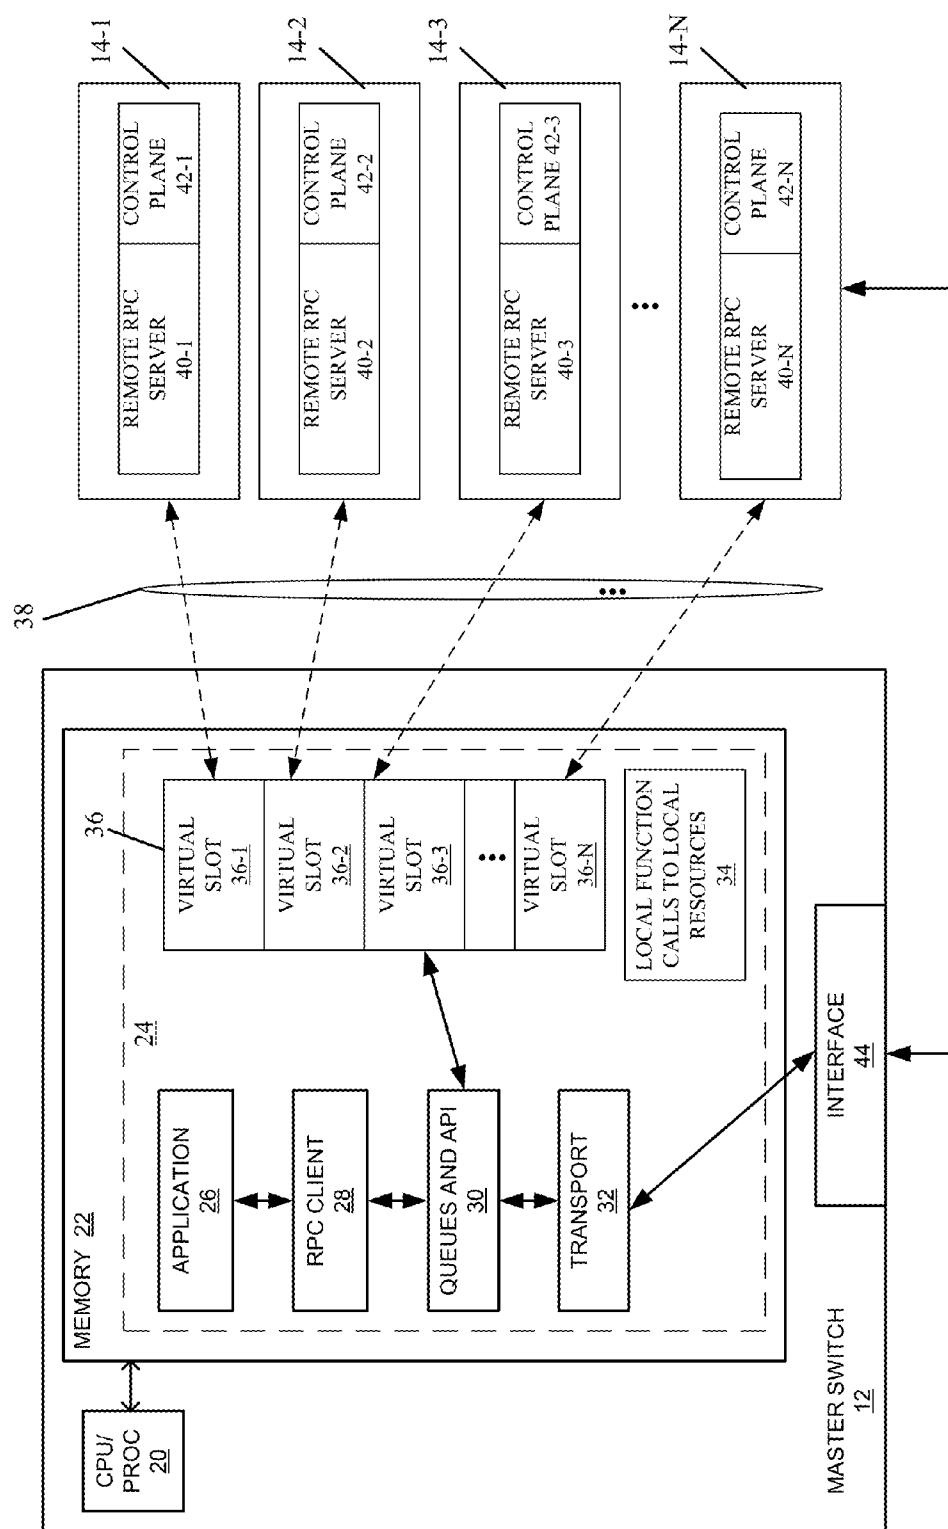 CPU/
PROC
20
MEMORY 22
24
APPLICATION
26
RPC CLIENT
28
QUEUES AND API
30
TRANSPORT
32
36
VIRTUAL
SLOT
36-1
VIRTUAL
SLOT
36-2
VIRTUAL
SLOT
36-3
•••
VIRTUAL
SLOT
36-N
LOCAL FUNCTION
CALLS TO LOCAL
RESOURCES
34
INTERFACE
44
MASTER SWITCH
12
38
•••
14-1
REMOTE RPC
SERVER
40-1
CONTROL
PLANE
42-1
14-2
REMOTE RPC
SERVER
40-2
CONTROL
PLANE
42-2
14-3
REMOTE RPC
SERVER
40-3
CONTROL
PLANE 42-3
•••
14-N
REMOTE RPC
SERVER
40-N
CONTROL
PLANE
42-N